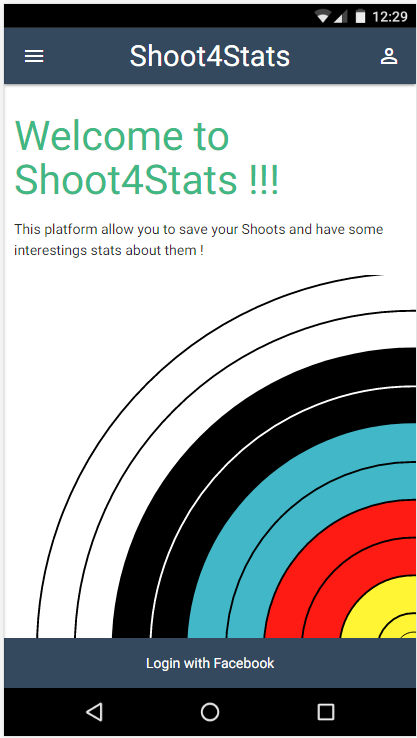 12:29
Shoot4Stats
Welcome to
Shoot4Stats !!!
This platform allow you to save your Shoots and have some
interestings stats about them !
Login with Facebook